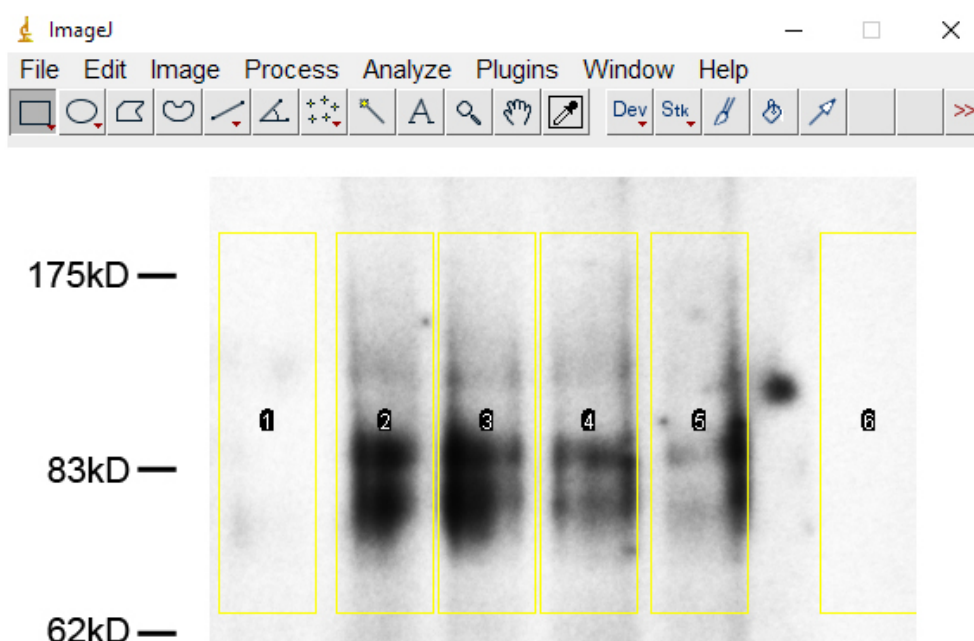 ImageJ
File Edit Image Process Analyze Plugins Window Help
Dev Stk >>
175kD
1 2 3 4 5 6
83kD
62kD